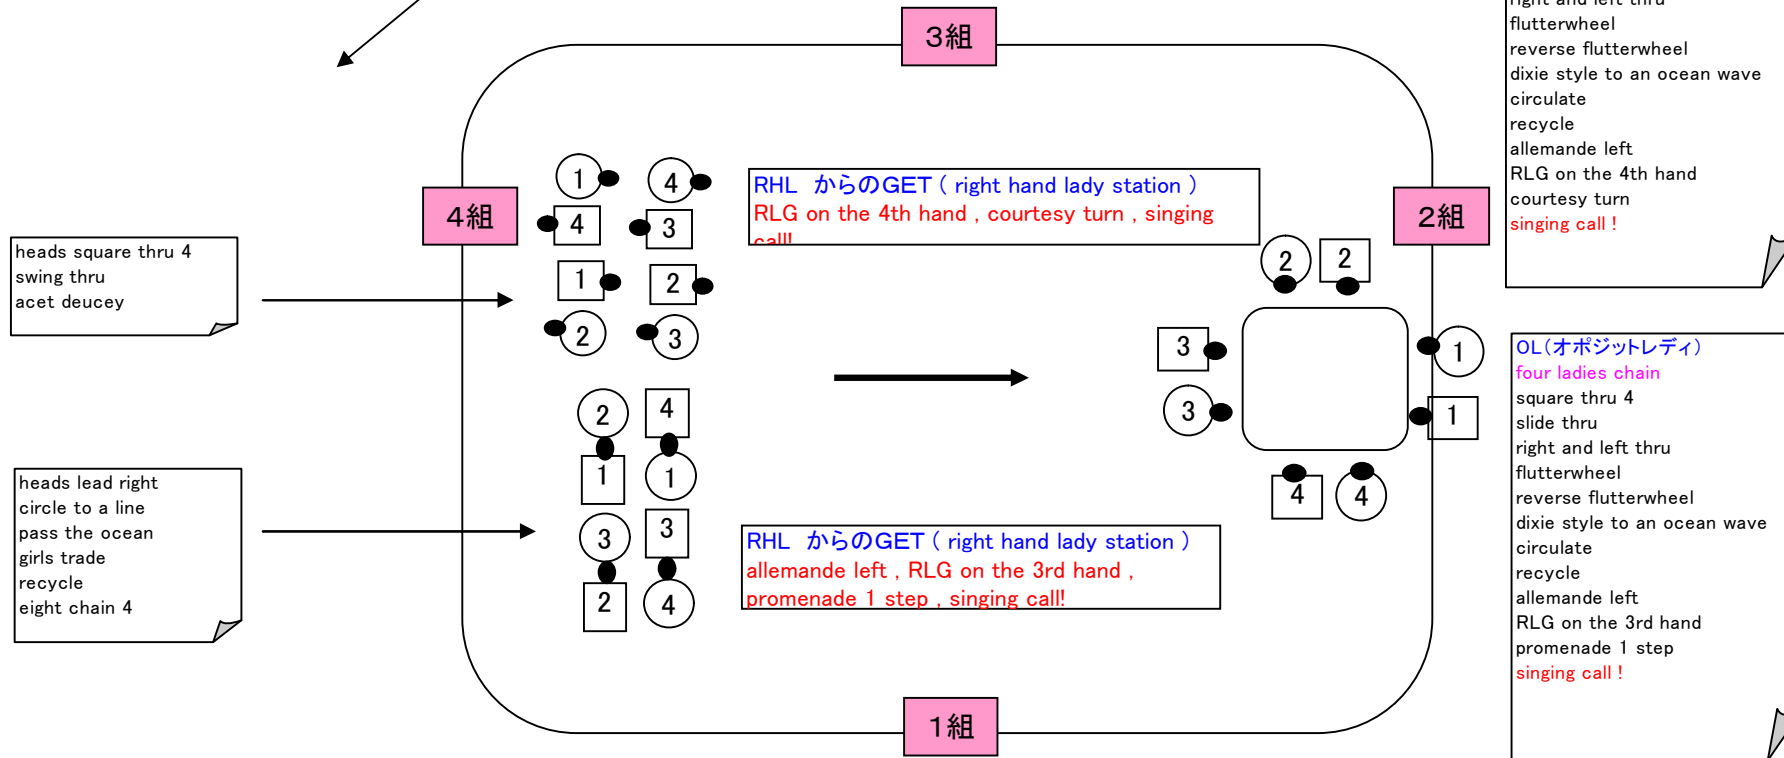 right and left thru
flutterwheel
reverse flutterwheel
dixie style to an ocean wave
circulate
recycle
allemande left
RLG on the 4th hand
courtesy turn
singing call !
3組
4組
2組
1組
heads square thru 4
swing thru
acet deucey
1
4
4
3
1
2
2
3
RHL からのGET ( right hand lady station )
RLG on the 4th hand , courtesy turn , singing
call!
2
2
3
1
3
1
4
4
heads lead right
circle to a line
pass the ocean
girls trade
recycle
eight chain 4
2
4
1
1
3
3
2
4
RHL からのGET ( right hand lady station )
allemande left , RLG on the 3rd hand ,
promenade 1 step , singing call!
OL(オポジットレディ)
four ladies chain
square thru 4
slide thru
right and left thru
flutterwheel
reverse flutterwheel
dixie style to an ocean wave
circulate
recycle
allemande left
RLG on the 3rd hand
promenade 1 step
singing call !